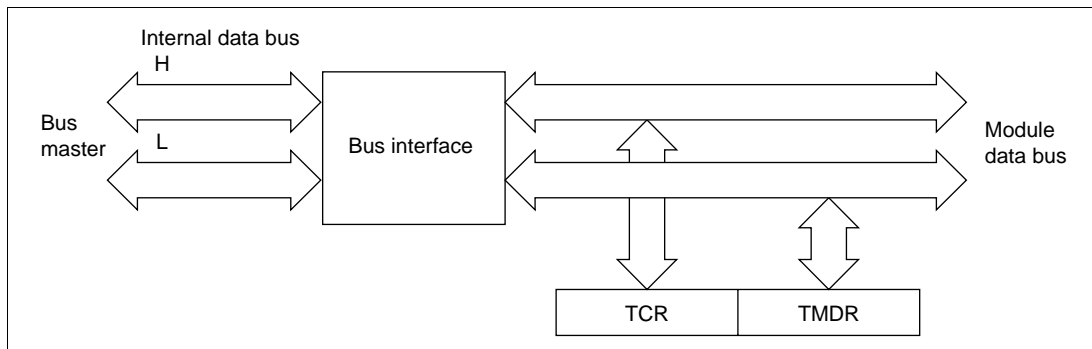 Internal data bus
H
Bus
master
L
Bus interface
Module
data bus
TCR
TMDR